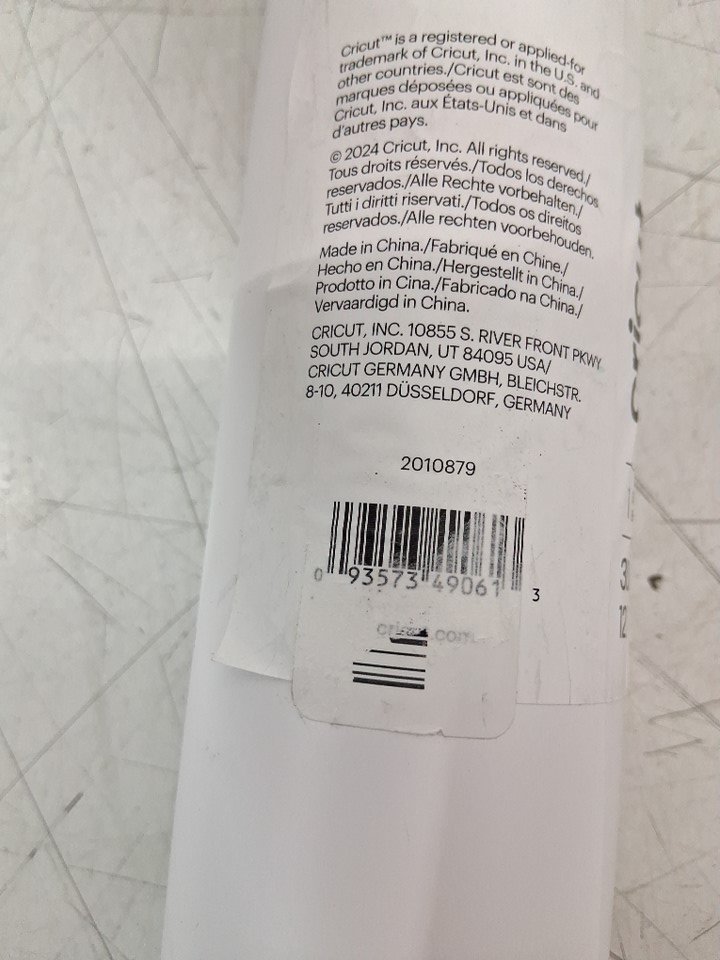 Cricut™ is a registered or applied-for
trademark of Cricut, Inc. in the U.S. and
other countries./Cricut est sont des
marques déposées ou appliquées pour
Cricut, Inc. aux États-Unis et dans
d'autres pays.
© 2024 Cricut, Inc. All rights reserved./
Tous droits réservés./Todos los derechos
reservados./Alle Rechte vorbehalten./
Tutti i diritti riservati./Todos os direitos
reservados./Alle rechten voorbehouden.
Made in China./Fabriqué en Chine./
Hecho en China./Hergestellt in China./
Prodotto in Cina./Fabricado na China./
Vervaardigd in China.
CRICUT, INC. 10855 S. RIVER FRONT PKWY
SOUTH JORDAN, UT 84095 USA/
CRICUT GERMANY GMBH, BLEICHSTR.
8-10, 40211 DÜSSELDORF, GERMANY
2010879
0 93573 49061 3
cricut.com